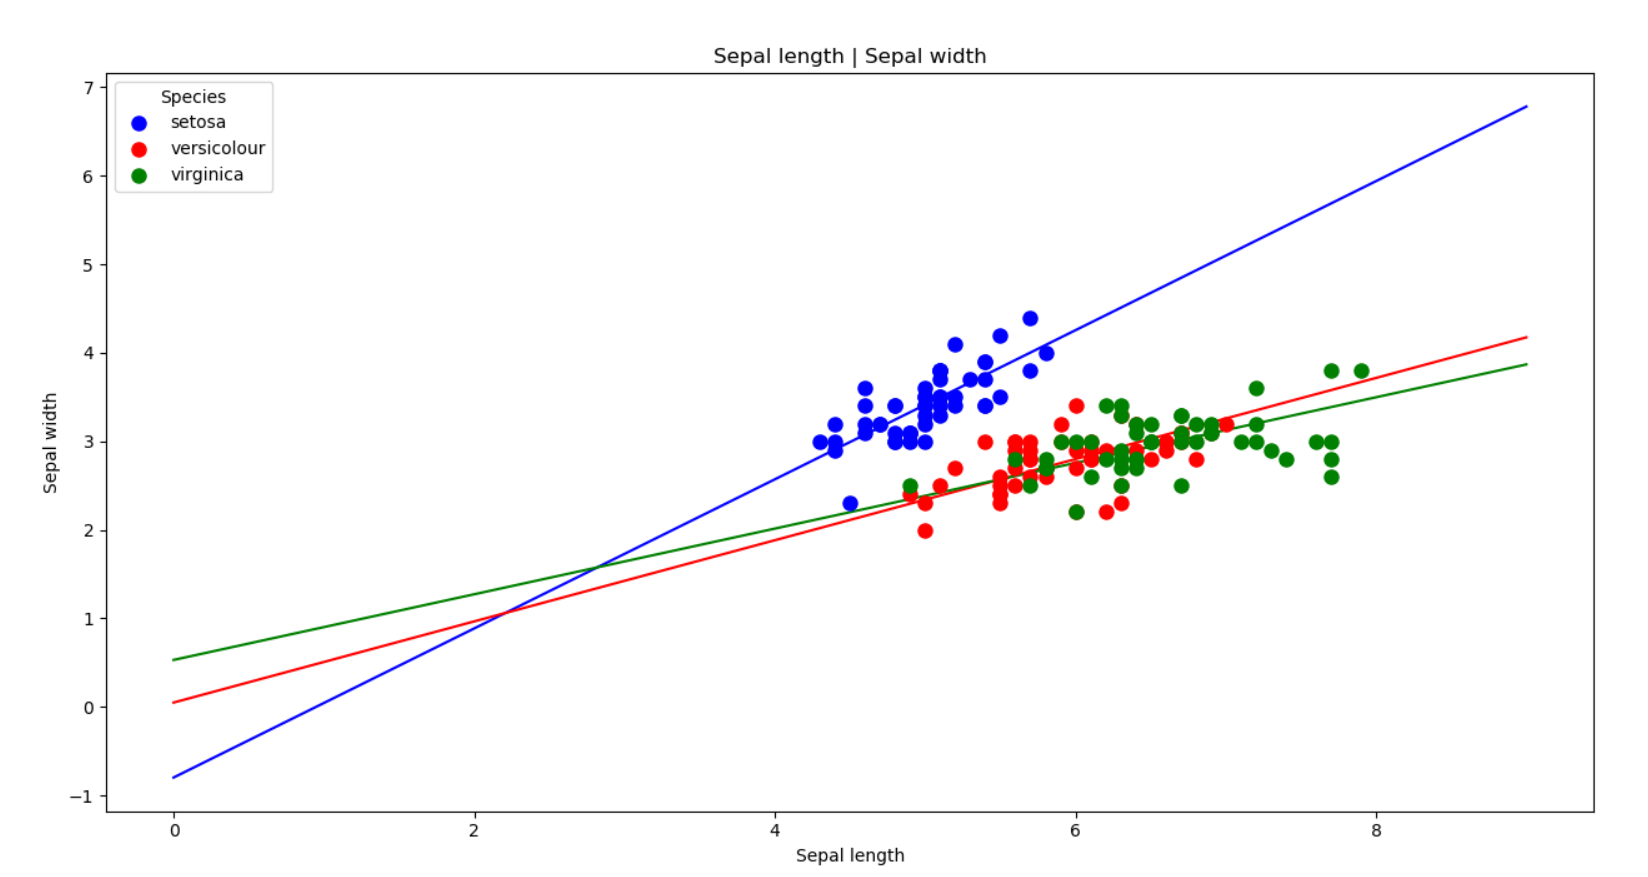 Sepal length | Sepal width
Species
setosa
versicolour
virginica
7
6
5
4
3
2
1
0
−1
Sepal width
0 2 4 6 8
Sepal length